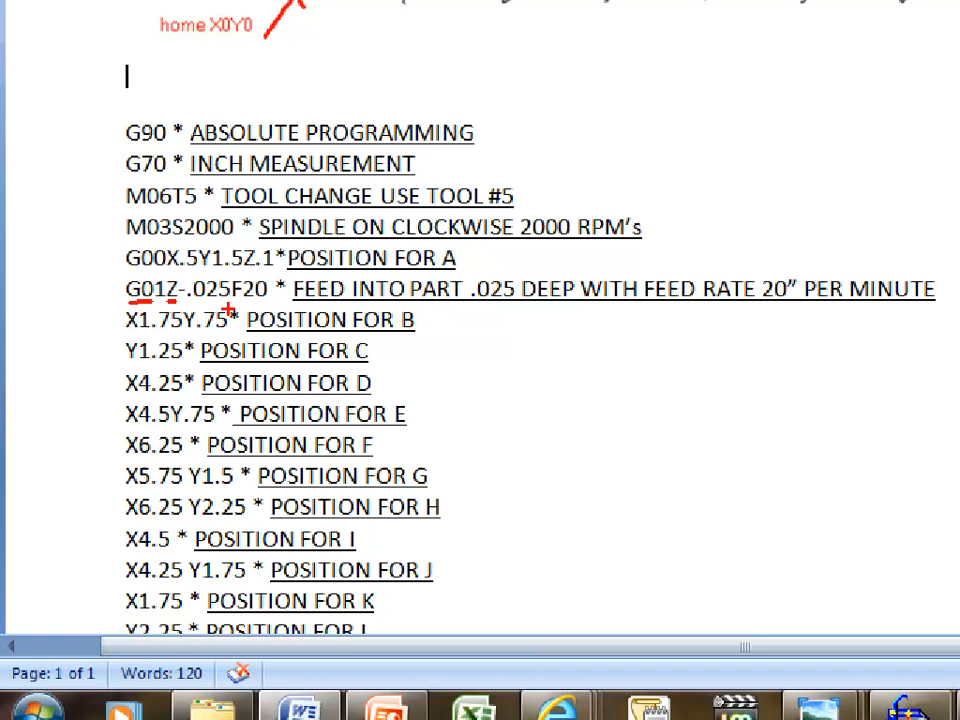 home X0Y0
G90 * ABSOLUTE PROGRAMMING
G70 * INCH MEASUREMENT
M06T5 * TOOL CHANGE USE TOOL #5
M03S2000 * SPINDLE ON CLOCKWISE 2000 RPM's
G00X.5Y1.5Z.1*POSITION FOR A
G01Z-.025F20 * FEED INTO PART .025 DEEP WITH FEED RATE 20” PER MINUTE
X1.75Y.75* POSITION FOR B
Y1.25* POSITION FOR C
X4.25* POSITION FOR D
X4.5Y.75 * POSITION FOR E
X6.25 * POSITION FOR F
X5.75 Y1.5 * POSITION FOR G
X6.25 Y2.25 * POSITION FOR H
X4.5 * POSITION FOR I
X4.25 Y1.75 * POSITION FOR J
X1.75 * POSITION FOR K
Y2.25 * POSITION FOR L
Page: 1 of 1 Words: 120